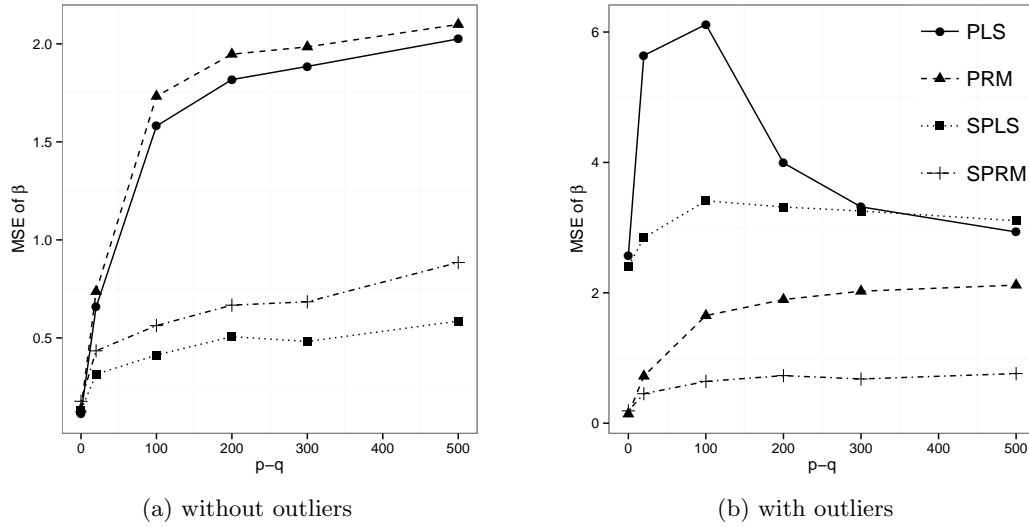 2.0
1.5
1.0
0.5
MSE of β
0 100 200 300 400 500
p−q
(a) without outliers
6
4
2
0
MSE of β
0 100 200 300 400 500
p−q
PLS
PRM
SPLS
SPRM
(b) with outliers